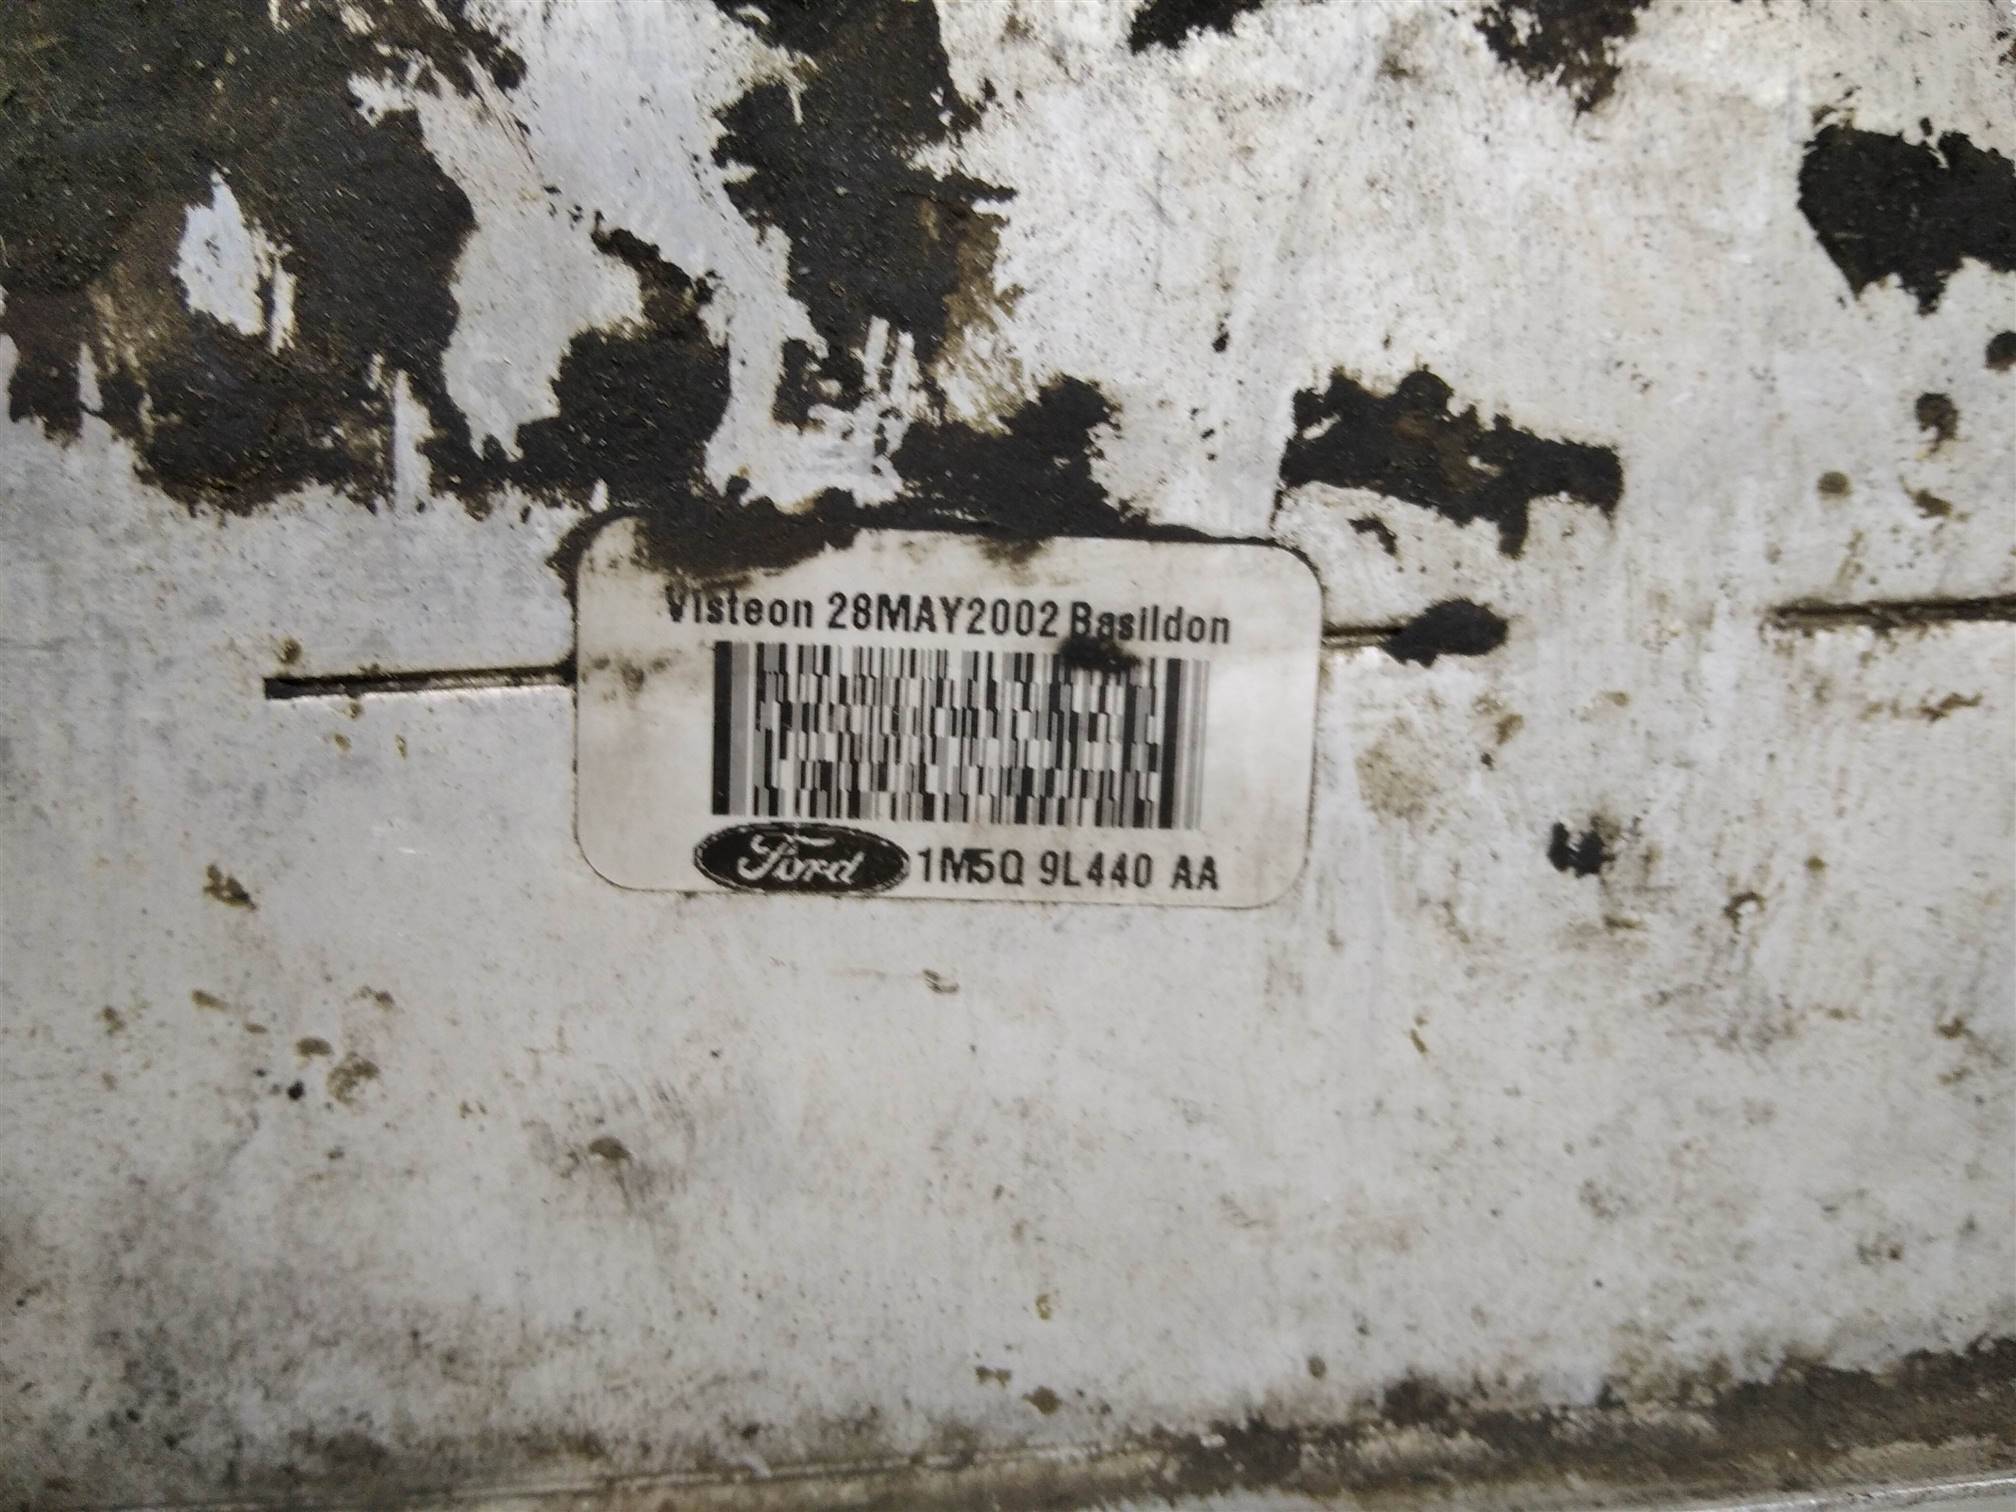 Visteon 28MAY2002 Basildon
Ford 1M5Q 9L440 AA